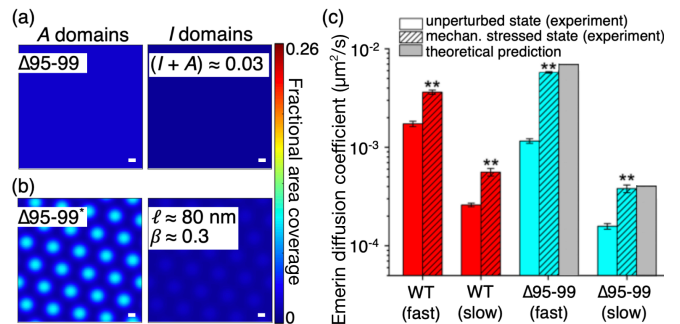 (a)
A domains
I domains
Δ95-99
(I + A) ≈ 0.03
(b)
Δ95-99*
ℓ ≈ 80 nm
β ≈ 0.3
0.26
Fractional area coverage
0
(c)
unperturbed state (experiment)
mechan. stressed state (experiment)
theoretical prediction
Emerin diffusion coefficient (μm²/s)
10⁻²
10⁻³
10⁻⁴
**
**
**
**
WT
(fast)
WT
(slow)
Δ95-99
(fast)
Δ95-99
(slow)